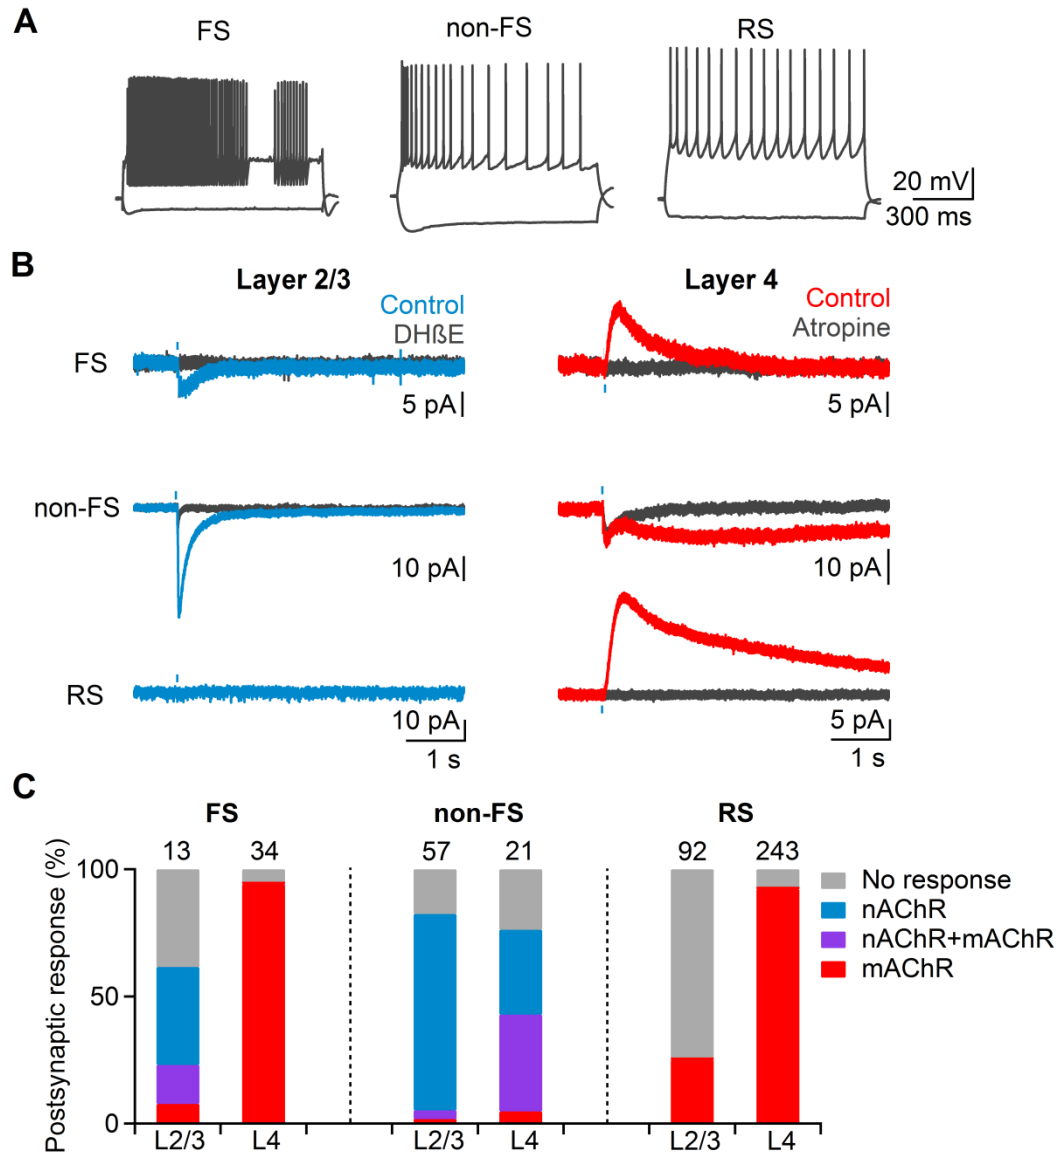 A
FS
non-FS
RS
20 mV
300 ms
B
Layer 2/3
Layer 4
Control
DHßE
Control
Atropine
FS
5 pA
5 pA
non-FS
10 pA
10 pA
RS
10 pA
1 s
5 pA
1 s
C
FS
non-FS
RS
Postsynaptic response (%)
100
50
0
13
34
57
21
92
243
No response
nAChR
nAChR+mAChR
mAChR
L2/3
L4
L2/3
L4
L2/3
L4